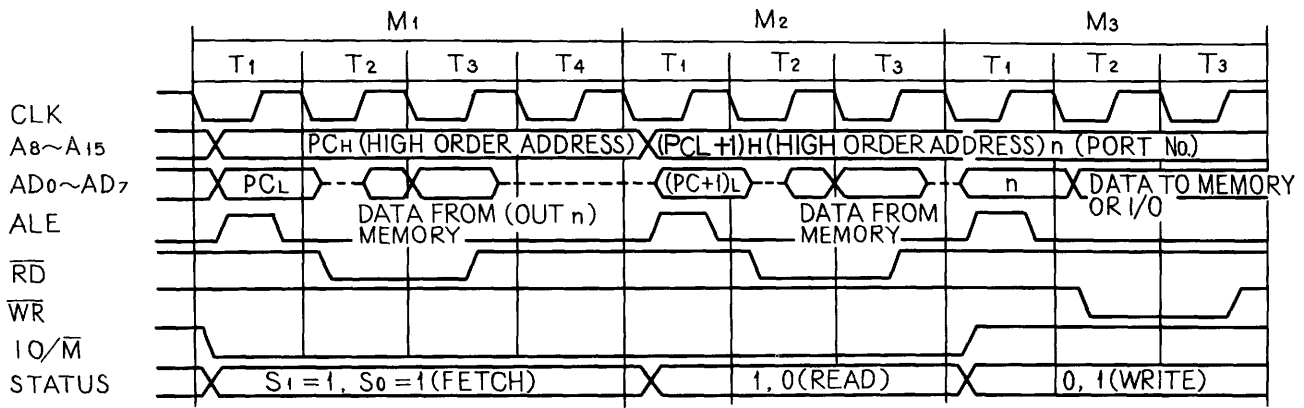 M1 M2 M3
T1 T2 T3 T4 T1 T2 T3 T1 T2 T3
CLK
A8~A15 PCH (HIGH ORDER ADDRESS) (PCL+1)H (HIGH ORDER ADDRESS) n (PORT No.)
AD0~AD7 PCL (PC+1)L n DATA TO MEMORY
OR I/O
ALE DATA FROM (OUT n) DATA FROM
MEMORY MEMORY
RD
WR
IO/M
STATUS S1=1, S0=1 (FETCH) 1, 0 (READ) 0, 1 (WRITE)